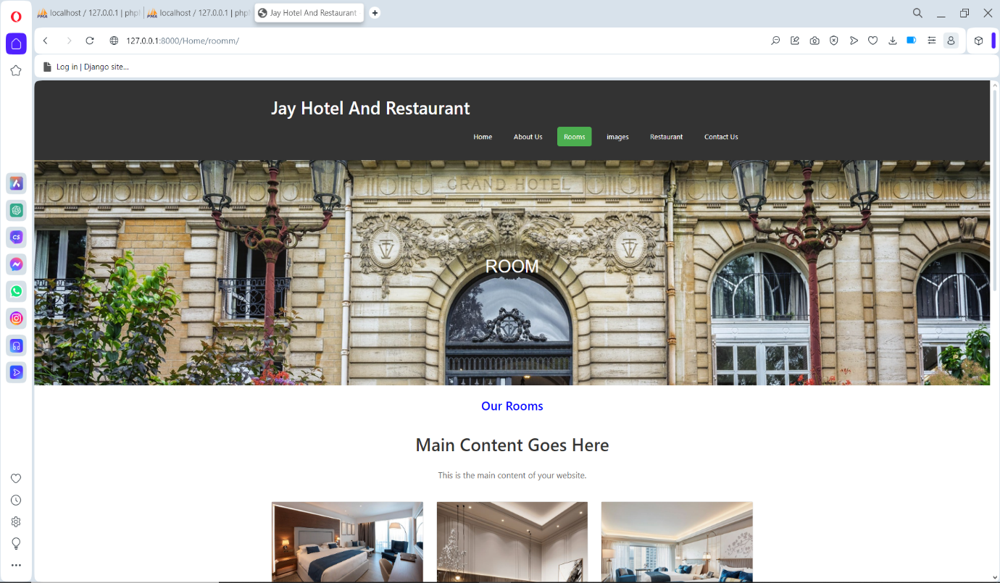 localhost / 127.0.0.1 | php
localhost / 127.0.0.1 | php
Jay Hotel And Restaurant
127.0.0.1:8000/Home/roomm/
Log in | Django site...
Jay Hotel And Restaurant
Home About Us Rooms images Restaurant Contact Us
GRAND HOTEL
ROOM
Our Rooms
Main Content Goes Here
This is the main content of your website.